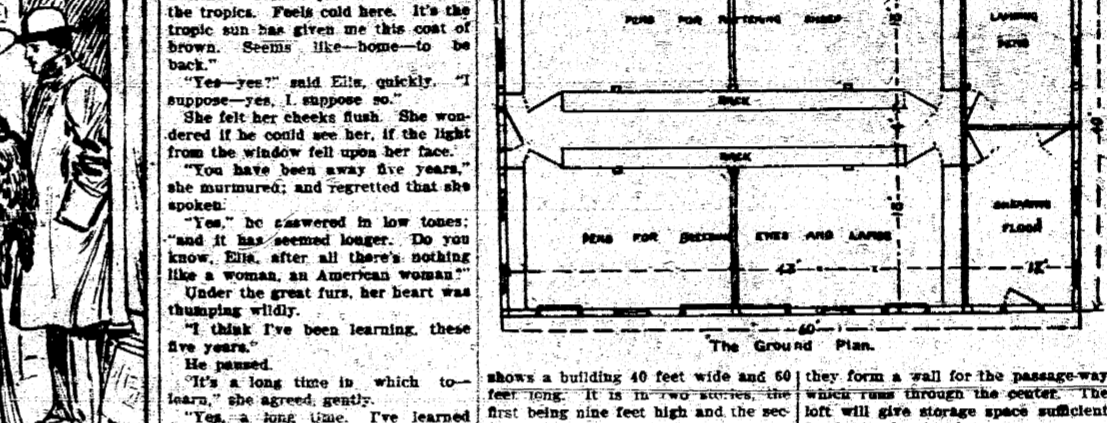 the tropics. Feels cold here. It's the
tropic sun has given me this coat of
brown. Seems like—home—to be
back."
"Yes—yes?" said Ella, quickly. "I
suppose—yes, I suppose so."
She felt her cheeks flush. She won-
dered if he could see her, if the light
from the window fell upon her face.
"You have been away five years,"
she murmured; and regretted that she
spoken.
"Yes," he answered in low tones;
"and it has seemed longer. Do you
know, Ella, after all there's nothing
like a woman, an American woman?"
Under the great furs, her heart was
thumping wildly.
"I think I've been learning, these
five years."
He paused.
"It's a long time in which to—
learn," she agreed, gently.
"Yes, a long time. I've learned
PENS FOR FATTENING SHEEP
LAMBING
PENS
RACK
RACK
40'
PENS FOR BREEDING EWES AND LAMBS
SHEARING
FLOOR
60'
The Ground Plan.
shows a building 40 feet wide and 60
feet long. It is in two stories, the
first being nine feet high and the sec-
they form a wall for the passage-way
which runs through the center. The
loft will give storage space sufficient